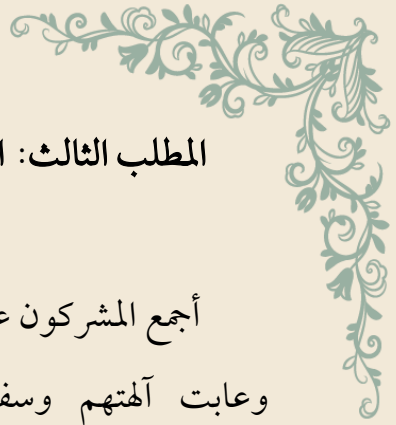 المطلب الثالث:
أجمع المشركون
وعابت آلهتهم